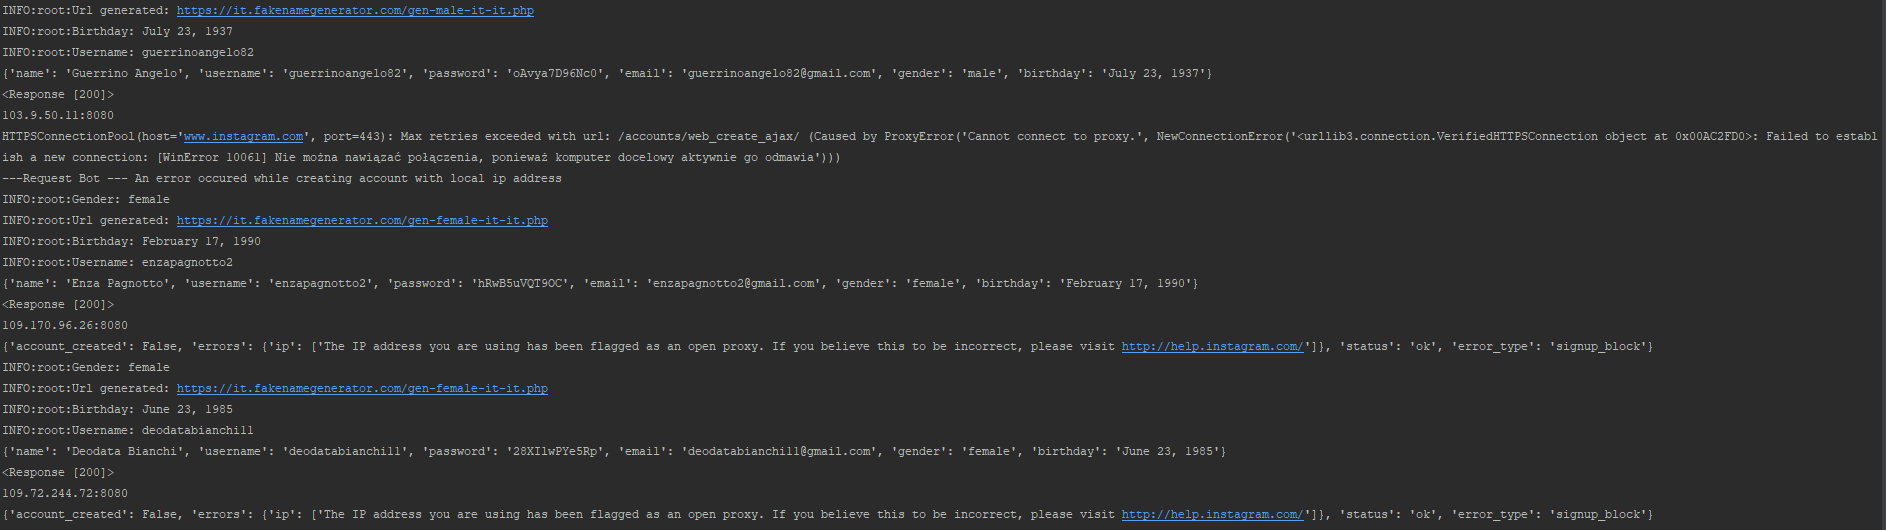 INFO:root:Url generated: https://it.fakenamegenerator.com/gen-male-it-it.php
INFO:root:Birthday: July 23, 1937
INFO:root:Username: guerrinoangelo82
{'name': 'Guerrino Angelo', 'username': 'guerrinoangelo82', 'password': 'oAvya7D96Nc0', 'email': 'guerrinoangelo82@gmail.com', 'gender': 'male', 'birthday': 'July 23, 1937'}
<Response [200]>
103.9.50.11:8080
HTTPSConnectionPool(host='www.instagram.com', port=443): Max retries exceeded with url: /accounts/web_create_ajax/ (Caused by ProxyError('Cannot connect to proxy.', NewConnectionError('<urllib3.connection.VerifiedHTTPSConnection object at 0x00AC2FD0>: Failed to establ
ish a new connection: [WinError 10061] Nie można nawiązać połączenia, ponieważ komputer docelowy aktywnie go odmawia')))
---Request Bot --- An error occured while creating account with local ip address
INFO:root:Gender: female
INFO:root:Url generated: https://it.fakenamegenerator.com/gen-female-it-it.php
INFO:root:Birthday: February 17, 1990
INFO:root:Username: enzapagnotto2
{'name': 'Enza Pagnotto', 'username': 'enzapagnotto2', 'password': 'hRwB5uVQT9OC', 'email': 'enzapagnotto2@gmail.com', 'gender': 'female', 'birthday': 'February 17, 1990'}
<Response [200]>
109.170.96.26:8080
{'account_created': False, 'errors': {'ip': ['The IP address you are using has been flagged as an open proxy. If you believe this to be incorrect, please visit http://help.instagram.com/']}, 'status': 'ok', 'error_type': 'signup_block'}
INFO:root:Gender: female
INFO:root:Url generated: https://it.fakenamegenerator.com/gen-female-it-it.php
INFO:root:Birthday: June 23, 1985
INFO:root:Username: deodatabianchi11
{'name': 'Deodata Bianchi', 'username': 'deodatabianchi11', 'password': '28XIlwPYe5Rp', 'email': 'deodatabianchi11@gmail.com', 'gender': 'female', 'birthday': 'June 23, 1985'}
<Response [200]>
109.72.244.72:8080
{'account_created': False, 'errors': {'ip': ['The IP address you are using has been flagged as an open proxy. If you believe this to be incorrect, please visit http://help.instagram.com/']}, 'status': 'ok', 'error_type': 'signup_block'}